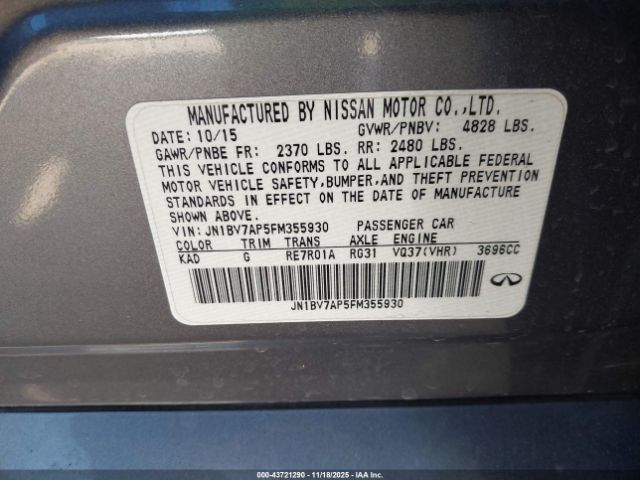 MANUFACTURED BY NISSAN MOTOR CO.,LTD.
DATE: 10/15 GVWR/PNBV: 4828 LBS.
GAWR/PNBE FR: 2370 LBS. RR: 2480 LBS.
THIS VEHICLE CONFORMS TO ALL APPLICABLE FEDERAL
MOTOR VEHICLE SAFETY,BUMPER,AND THEFT PREVENTION
STANDARDS IN EFFECT ON THE DATE OF MANUFACTURE
SHOWN ABOVE.
VIN: JN1BV7AP5FM355930 PASSENGER CAR
COLOR TRIM TRANS AXLE ENGINE
KAD G RE7R01A RG31 VQ37(VHR) 3696CC
JN1BV7AP5FM355930
INFINITI
000-43721290 - 11/18/2025 - IAA Inc.